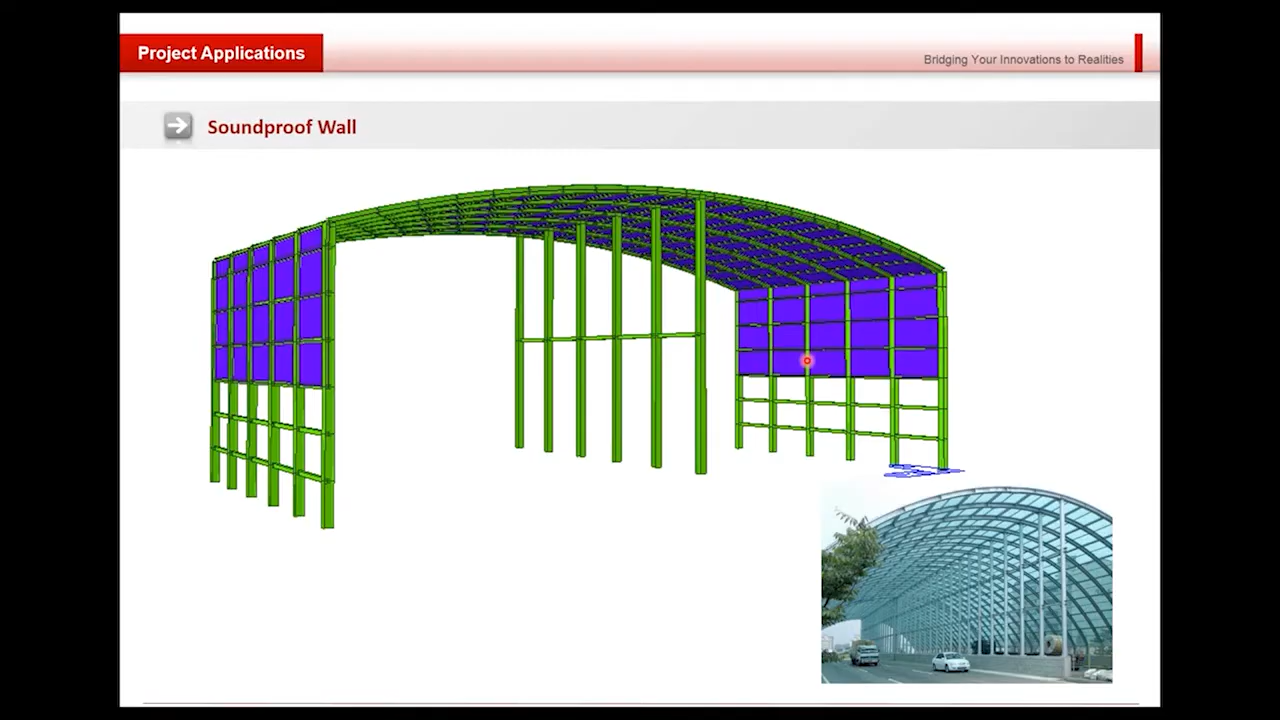 Project Applications
Bridging Your Innovations to Realities
Soundproof Wall